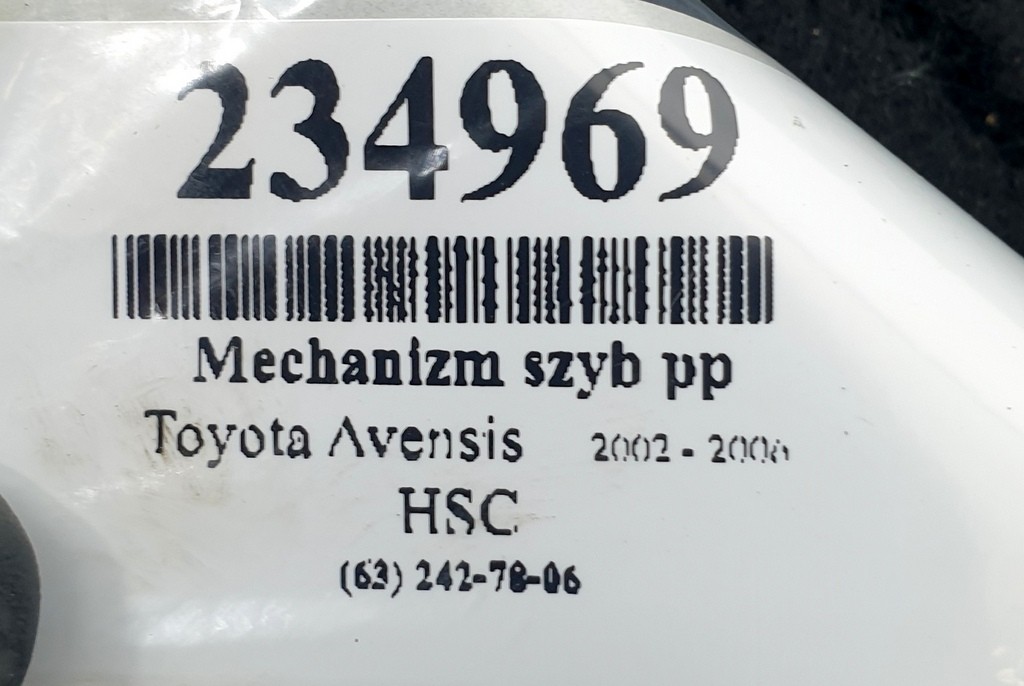 234969
Mechanizm szyb pp
Toyota Avensis 2002 - 2006
HSC
(63) 242-78-06